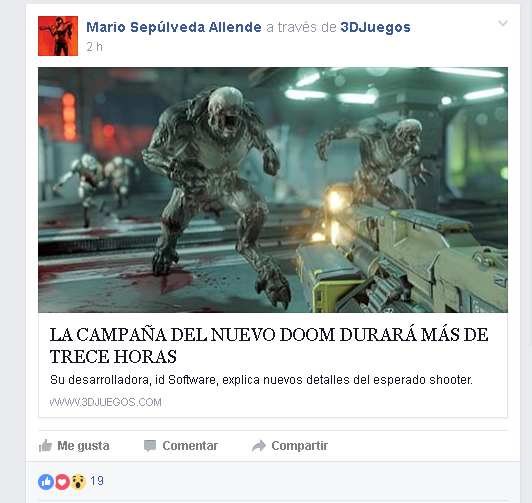 Mario Sepúlveda Allende a través de 3DJuegos
2 h
LA CAMPAÑA DEL NUEVO DOOM DURARÁ MÁS DE
TRECE HORAS
Su desarrolladora, id Software, explica nuevos detalles del esperado shooter.
WWW.3DJUEGOS.COM
Me gusta Comentar Compartir
19